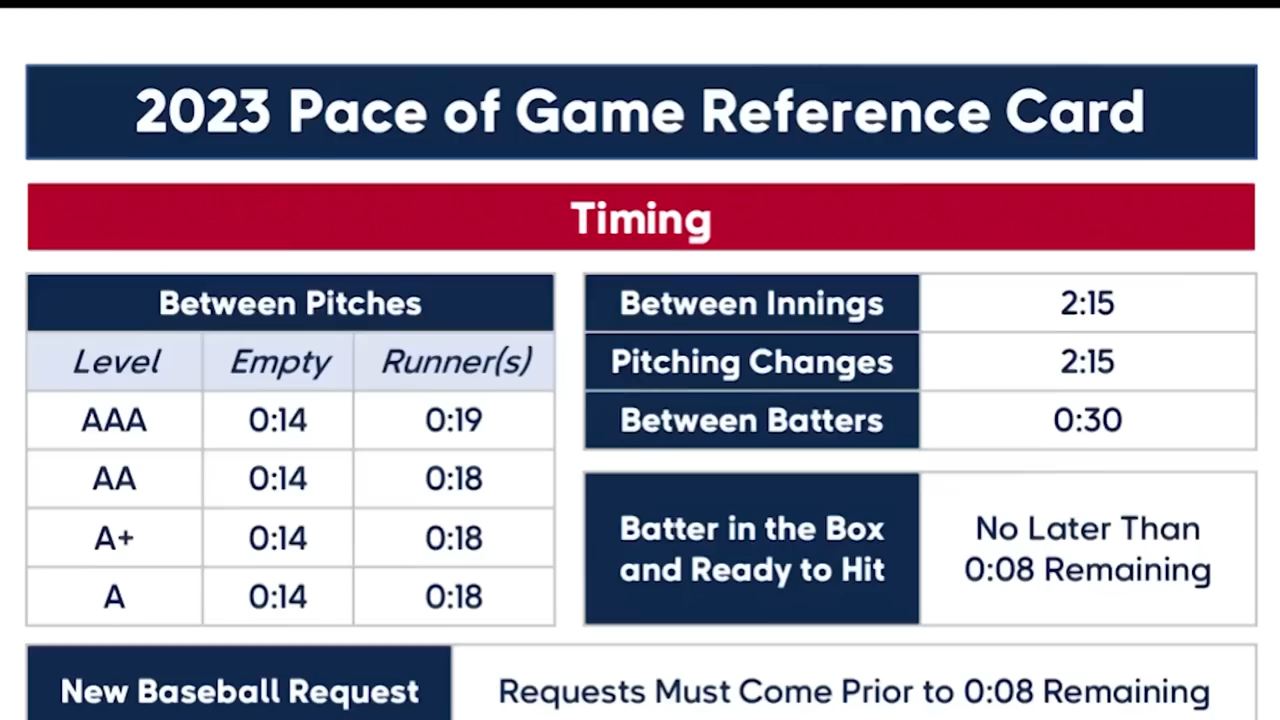 2023 Pace of Game Reference Card
Timing
Between Pitches
Level Empty Runner(s)
AAA 0:14 0:19
AA 0:14 0:18
A+ 0:14 0:18
A 0:14 0:18
Between Innings 2:15
Pitching Changes 2:15
Between Batters 0:30
Batter in the Box
and Ready to Hit
No Later Than
0:08 Remaining
New Baseball Request Requests Must Come Prior to 0:08 Remaining